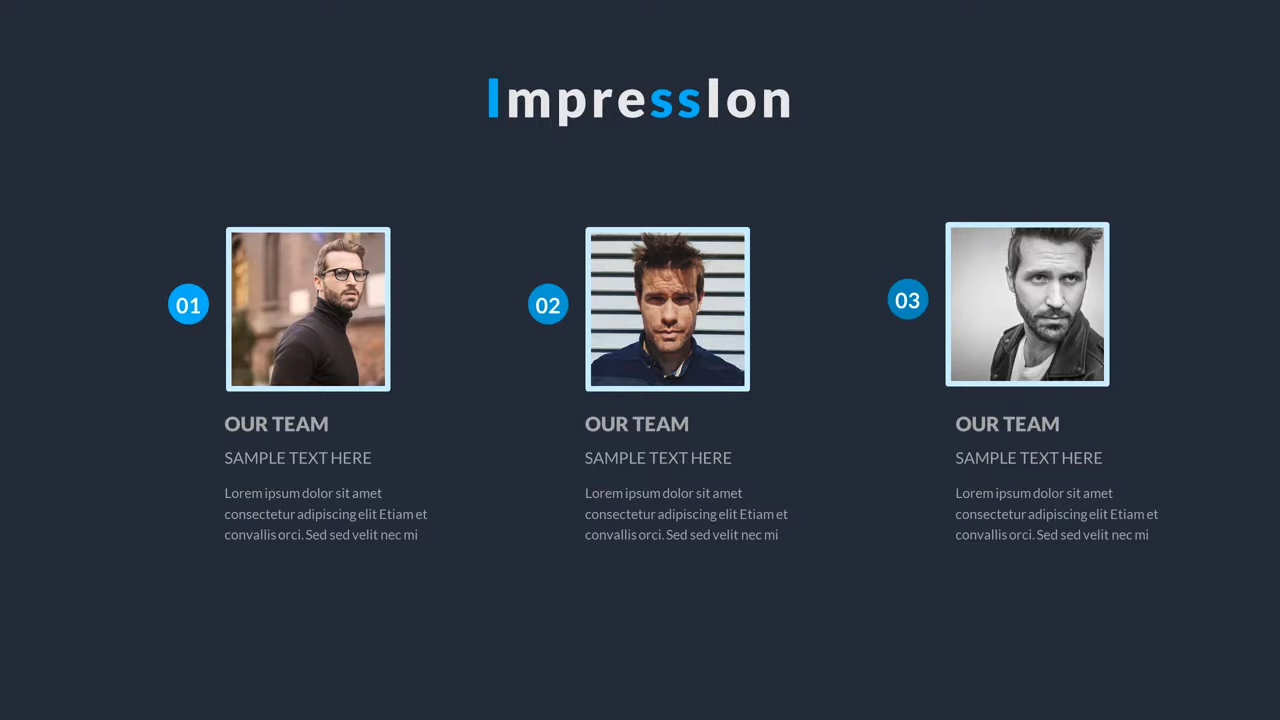 ImpressIon
01
OUR TEAM
SAMPLE TEXT HERE
Lorem ipsum dolor sit amet
consectetur adipiscing elit Etiam et
convallis orci. Sed sed velit nec mi
02
OUR TEAM
SAMPLE TEXT HERE
Lorem ipsum dolor sit amet
consectetur adipiscing elit Etiam et
convallis orci. Sed sed velit nec mi
03
OUR TEAM
SAMPLE TEXT HERE
Lorem ipsum dolor sit amet
consectetur adipiscing elit Etiam et
convallis orci. Sed sed velit nec mi